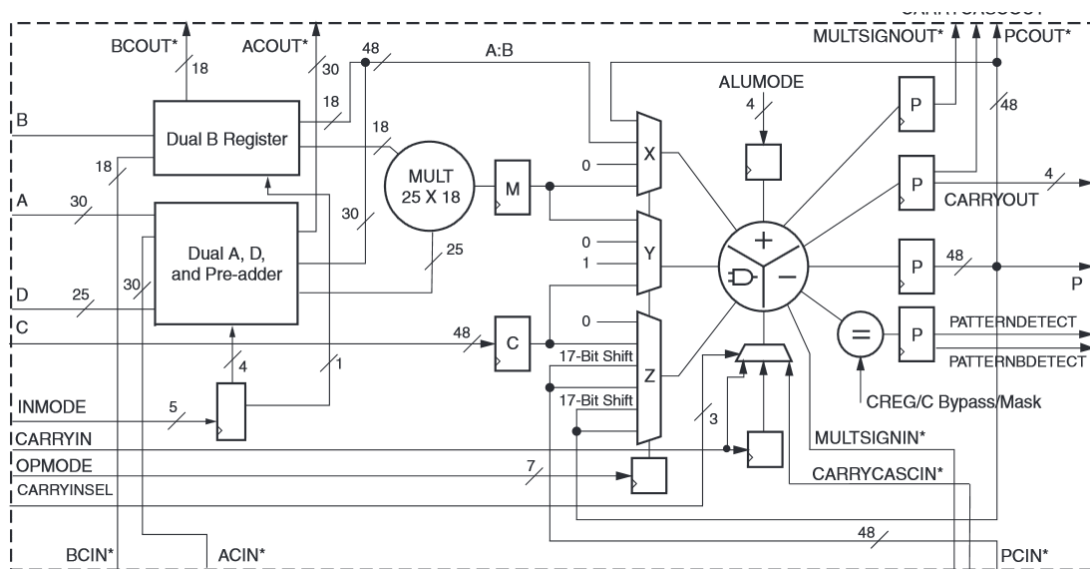 BCOUT* ACOUT* 48 A:B MULTSIGNOUT* PCOUT*
18 30 ALUMODE
18 4 P 48
B Dual B Register 18
18 MULT 25 X 18 M 0 X P 4
CARRYOUT
A 30 30 0 Y
Dual A, D, and Pre-adder 25 1 + − P 48 P
30
D 25 0
C 48 C 17-Bit Shift Z = P PATTERNDETECT
PATTERNBDETECT
4 1 17-Bit Shift
INMODE 5 3 CREG/C Bypass/Mask
CARRYIN MULTSIGNIN*
OPMODE 7 CARRYCASCIN*
CARRYINSEL
48
BCIN* ACIN* PCIN*